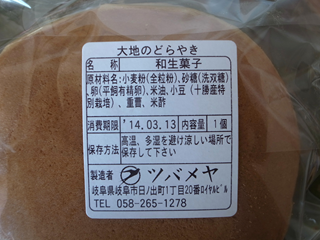 大地のどらやき
名称 和生菓子
原材料名:小麦粉(全粒粉)、砂糖(洗双糖)
、卵(平飼有精卵)、米油、小豆(十勝産特
別栽培)、重曹、米酢
消費期限 '14.03.13 内容量 1個
保存方法 高温、多湿を避け涼しい場所で
保存して下さい
製造者 ツバメヤ
岐阜県岐阜市日ノ出町1丁目20番ロイヤルビル
TEL 058-265-1278